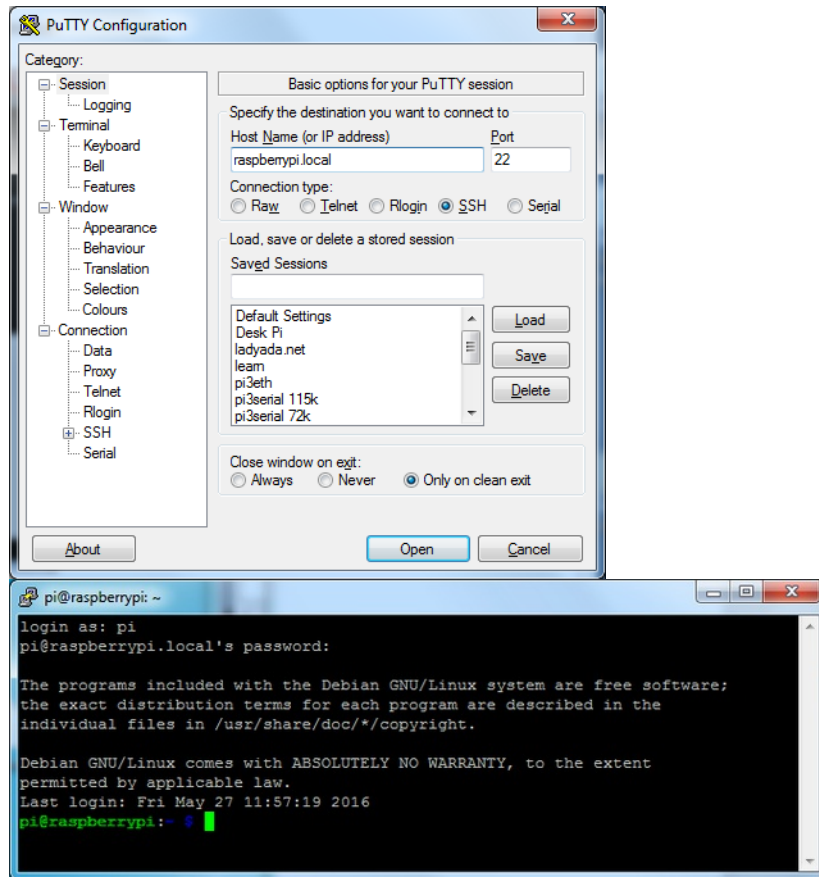 PuTTY Configuration
Category:
Session
Logging
Terminal
Keyboard
Bell
Features
Window
Appearance
Behaviour
Translation
Selection
Colours
Connection
Data
Proxy
Telnet
Rlogin
SSH
Serial
Basic options for your PuTTY session
Specify the destination you want to connect to
Host Name (or IP address) Port
raspberrypi.local 22
Connection type:
Raw Telnet Rlogin SSH Serial
Load, save or delete a stored session
Saved Sessions
Default Settings
Desk Pi
ladyada.net
learn
pi3eth
pi3serial 115k
pi3serial 72k
Load
Save
Delete
Close window on exit:
Always Never Only on clean exit
About Open Cancel
pi@raspberrypi: ~
login as: pi
pi@raspberrypi.local's password:
The programs included with the Debian GNU/Linux system are free software;
the exact distribution terms for each program are described in the
individual files in /usr/share/doc/*/copyright.
Debian GNU/Linux comes with ABSOLUTELY NO WARRANTY, to the extent
permitted by applicable law.
Last login: Fri May 27 11:57:19 2016
pi@raspberrypi:~ $